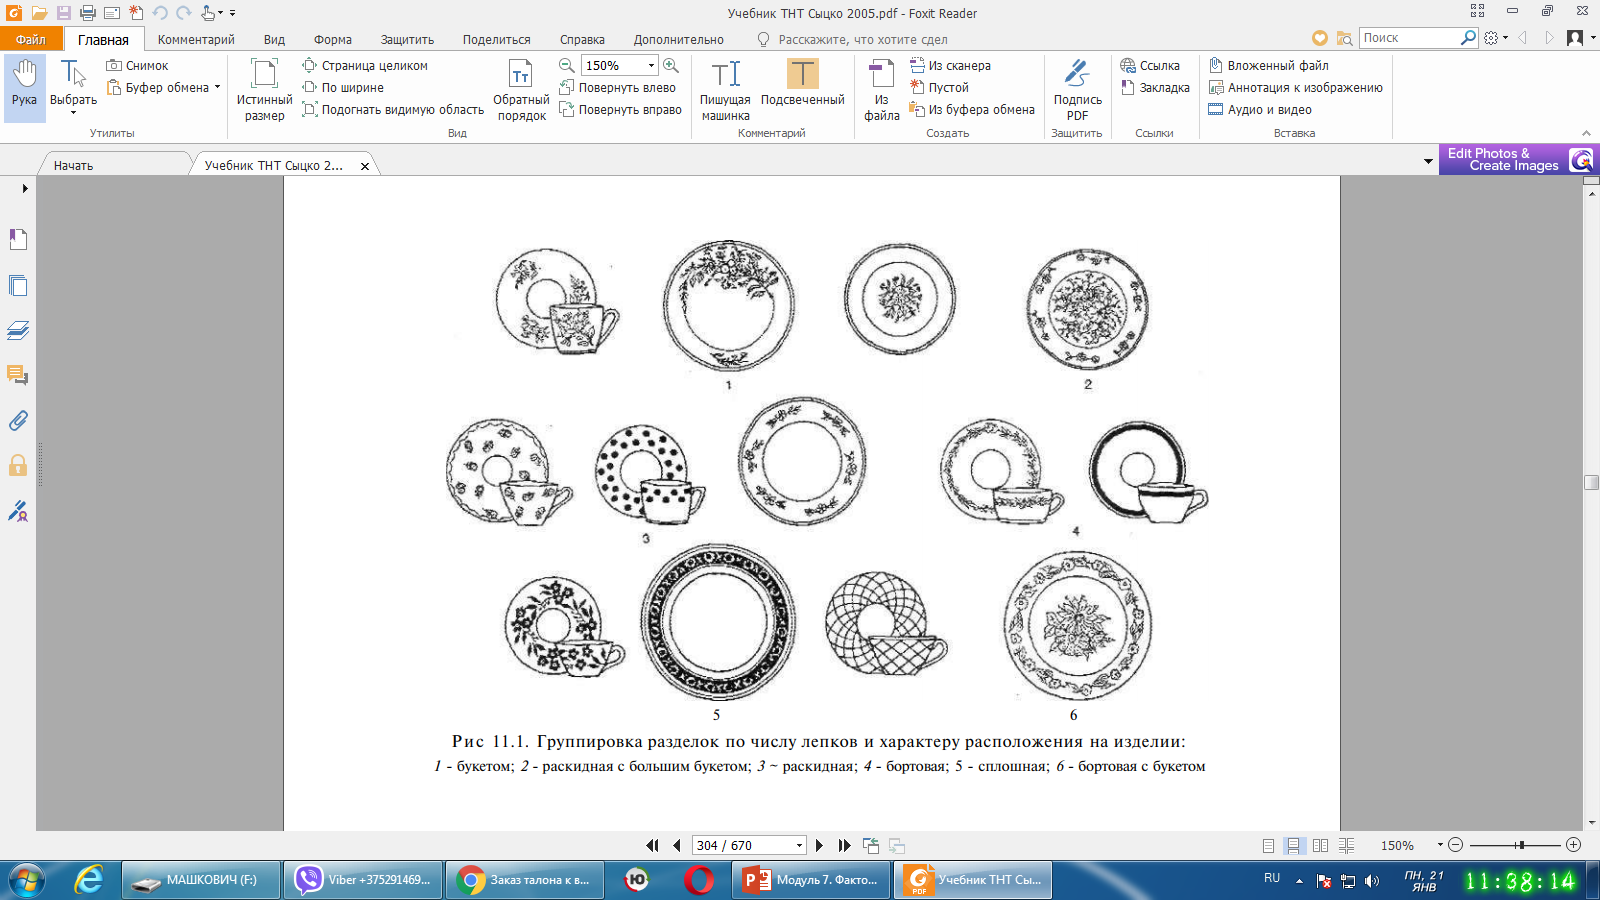 Учебник ТНТ Сыцко 2005.pdf - Foxit Reader
Файл Главная Комментарий Вид Форма Защитить Поделиться Справка Дополнительно Расскажите, что хотите сдел Поиск
Рука
Выбрать
Снимок
Буфер обмена
Утилиты
Истинный размер
Страница целиком
По ширине
Подогнать видимую область
Обратный порядок
150%
Повернуть влево
Повернуть вправо
Вид
Пишущая машинка
Подсвеченный
Комментарий
Из файла
Из сканера
Пустой
Из буфера обмена
Создать
Подпись PDF
Защитить
Ссылка
Закладка
Ссылки
Вложенный файл
Аннотация к изображению
Аудио и видео
Вставка
Начать
Учебник ТНТ Сыцко 2...
Edit Photos &
Create Images
1
2
3
4
5
6
Рис 11.1. Группировка разделок по числу лепков и характеру расположения на изделии:
1 - букетом; 2 - раскидная с большим букетом; 3 ~ раскидная; 4 - бортовая; 5 - сплошная; 6 - бортовая с букетом
304 / 670
150%
МАШКОВИЧ (F:)
Viber +375291469...
Заказ талона к в...
Модуль 7. Факто...
Учебник ТНТ Сы...
RU
ПН, 21
ЯНВ
11:38:14